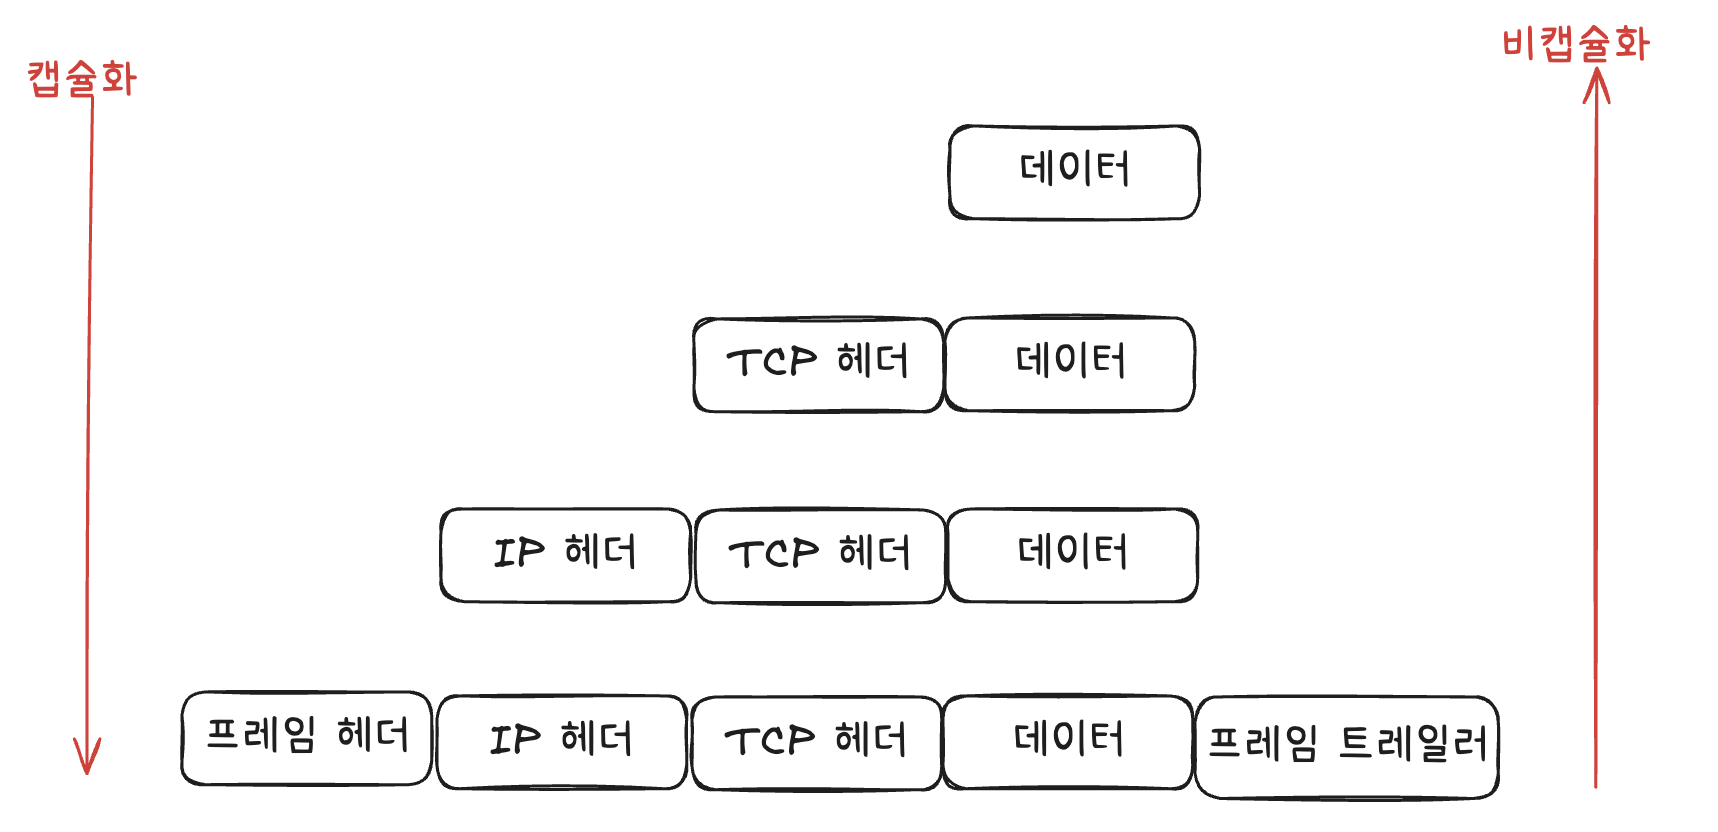 캡슐화
비캡슐화
데이터
TCP 헤더 데이터
IP 헤더 TCP 헤더 데이터
프레임 헤더 IP 헤더 TCP 헤더 데이터 프레임 트레일러